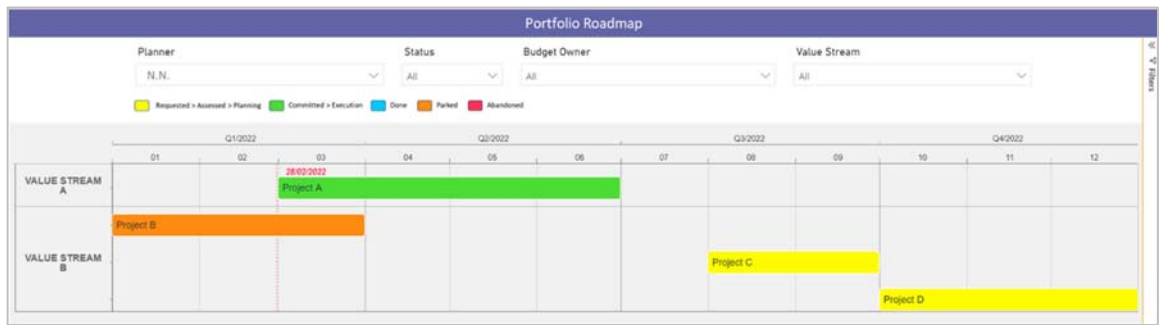 Portfolio Roadmap
Planner Status Budget Owner Value Stream
N.N. All All All
Filters
Requested > Assessed > Planning Committed > Execution Done Parked Abandoned
Q1/2022 Q2/2022 Q3/2022 Q4/2022
01 02 03 04 05 06 07 08 09 10 11 12
28/02/2022
VALUE STREAM
A
Project A
Project B
VALUE STREAM
B
Project C
Project D